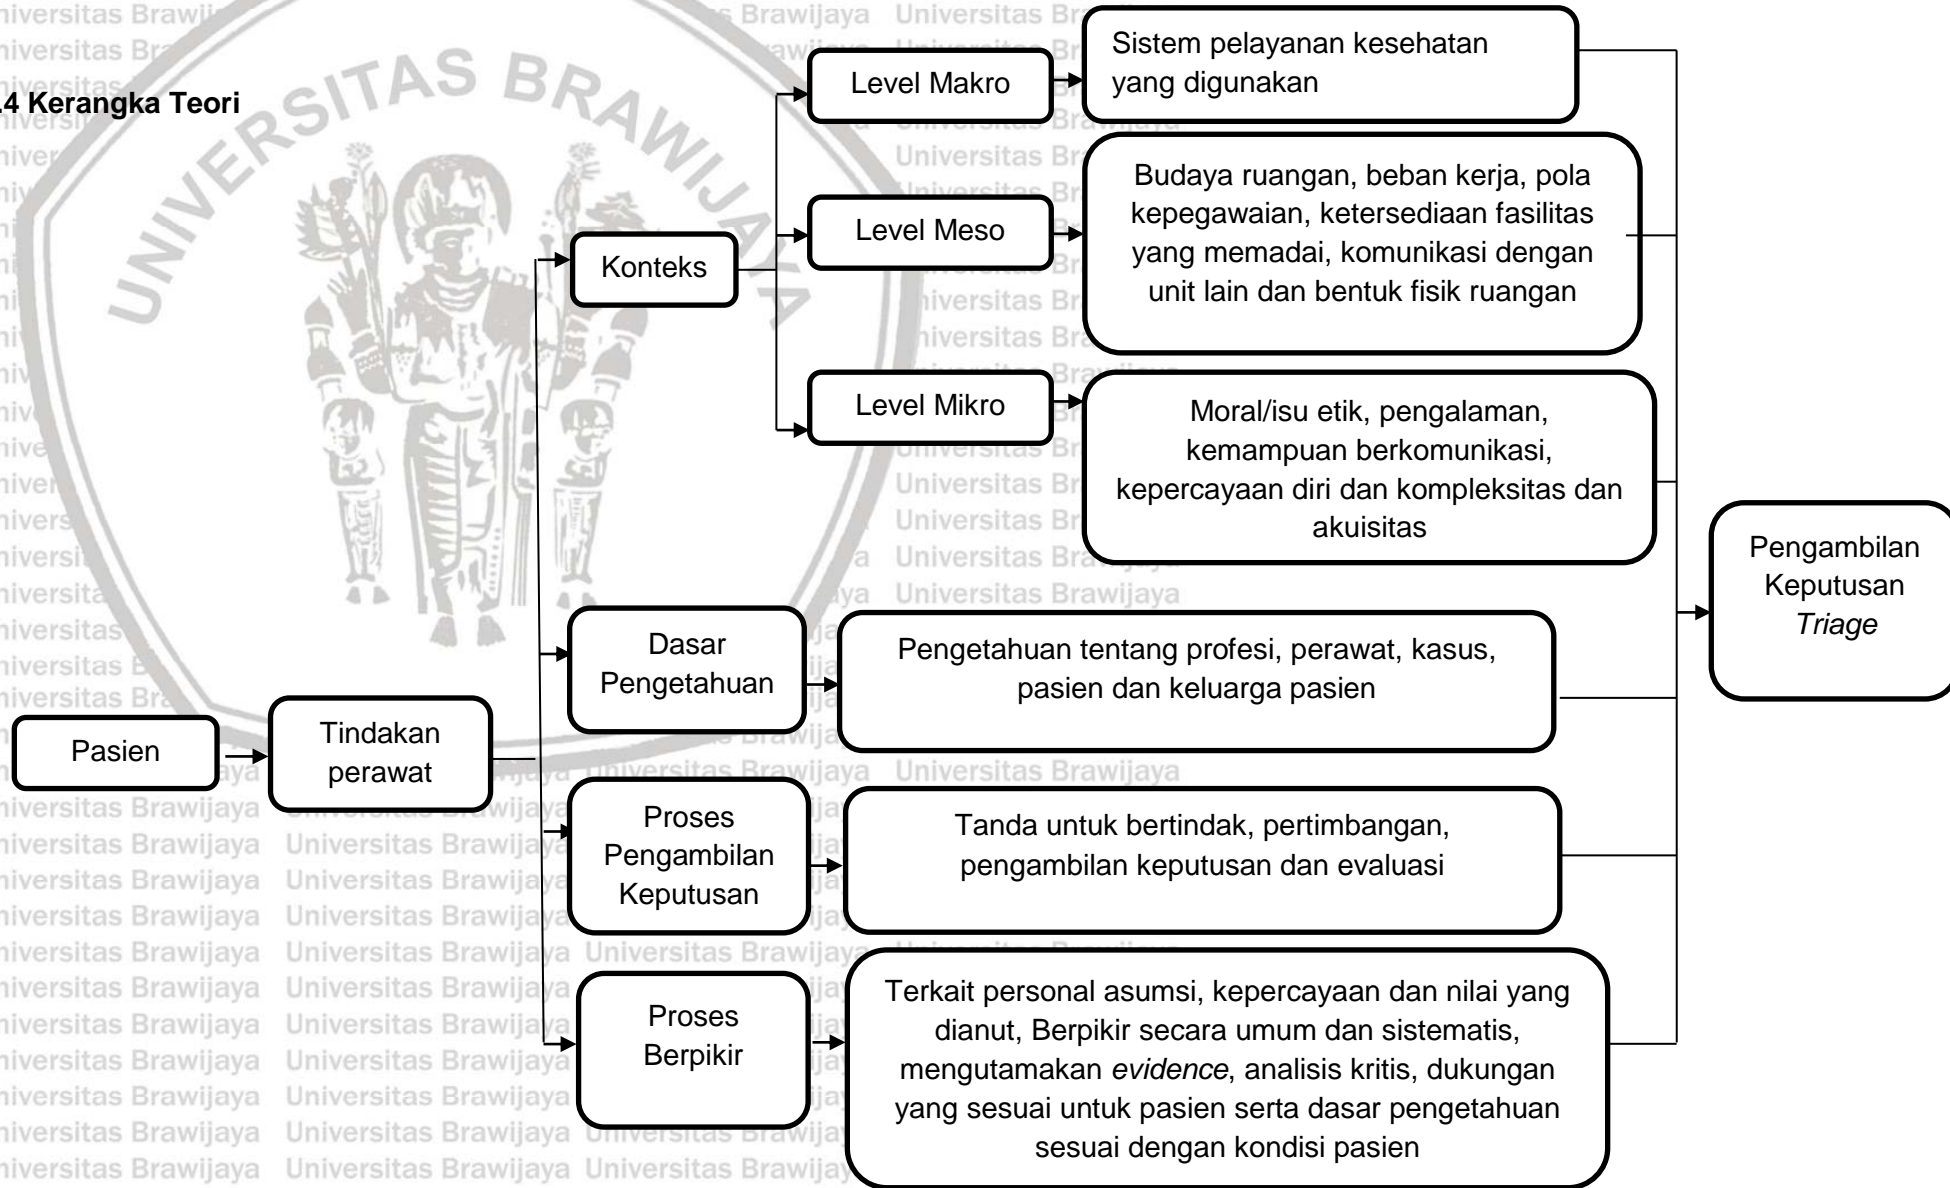 .4 Kerangka Teori
UNIVERSITAS BRAWIJAYA
Pasien
Tindakan
perawat
Konteks
Level Makro
Sistem pelayanan kesehatan
yang digunakan
Level Meso
Budaya ruangan, beban kerja, pola
kepegawaian, ketersediaan fasilitas
yang memadai, komunikasi dengan
unit lain dan bentuk fisik ruangan
Level Mikro
Moral/isu etik, pengalaman,
kemampuan berkomunikasi,
kepercayaan diri dan kompleksitas dan
akuisitas
Dasar
Pengetahuan
Pengetahuan tentang profesi, perawat, kasus,
pasien dan keluarga pasien
Proses
Pengambilan
Keputusan
Tanda untuk bertindak, pertimbangan,
pengambilan keputusan dan evaluasi
Proses
Berpikir
Terkait personal asumsi, kepercayaan dan nilai yang
dianut, Berpikir secara umum dan sistematis,
mengutamakan evidence, analisis kritis, dukungan
yang sesuai untuk pasien serta dasar pengetahuan
sesuai dengan kondisi pasien
Pengambilan
Keputusan
Triage